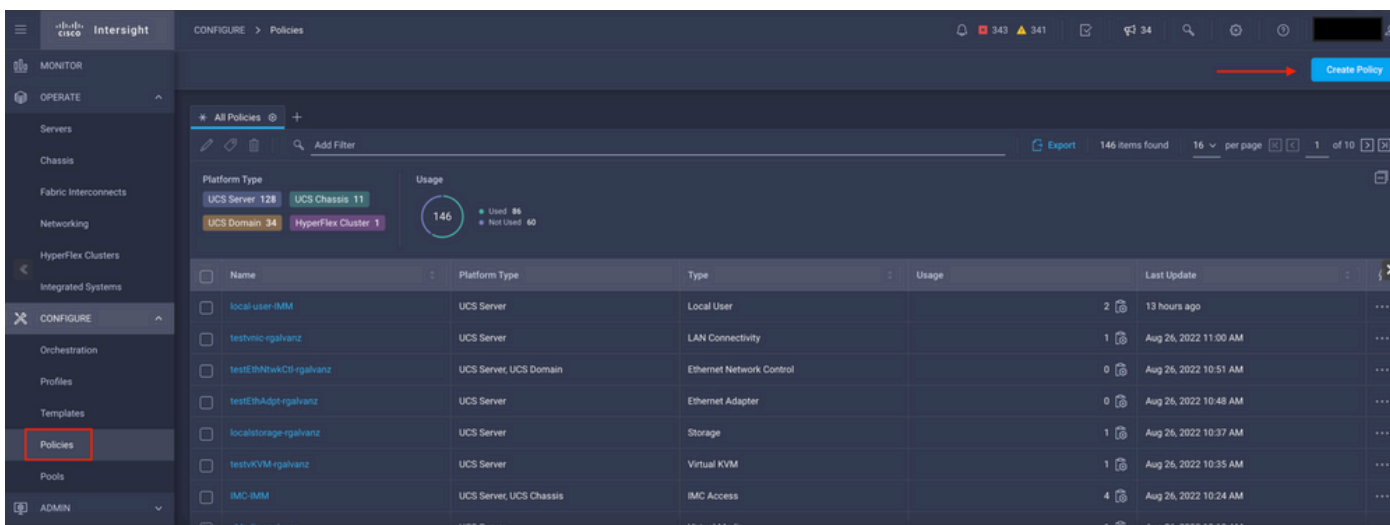 cisco Intersight
CONFIGURE > Policies
343 341
34
MONITOR
OPERATE
Servers
Chassis
Fabric Interconnects
Networking
HyperFlex Clusters
Integrated Systems
CONFIGURE
Orchestration
Profiles
Templates
Policies
Pools
ADMIN
Create Policy
All Policies
Add Filter
Export 146 items found 16 per page 1 of 10
Platform Type
UCS Server 128 UCS Chassis 11
UCS Domain 34 HyperFlex Cluster 1
Usage
146
Used 86
Not Used 60
Name Platform Type Type Usage Last Update
local-user-IMM UCS Server Local User 2 13 hours ago
testvnic-rgalvanz UCS Server LAN Connectivity 1 Aug 26, 2022 11:00 AM
testEthNtwkCtl-rgalvanz UCS Server, UCS Domain Ethernet Network Control 0 Aug 26, 2022 10:51 AM
testEthAdpt-rgalvanz UCS Server Ethernet Adapter 0 Aug 26, 2022 10:48 AM
localstorage-rgalvanz UCS Server Storage 1 Aug 26, 2022 10:37 AM
testvKVM-rgalvanz UCS Server Virtual KVM 1 Aug 26, 2022 10:35 AM
IMC-IMM UCS Server, UCS Chassis IMC Access 4 Aug 26, 2022 10:24 AM